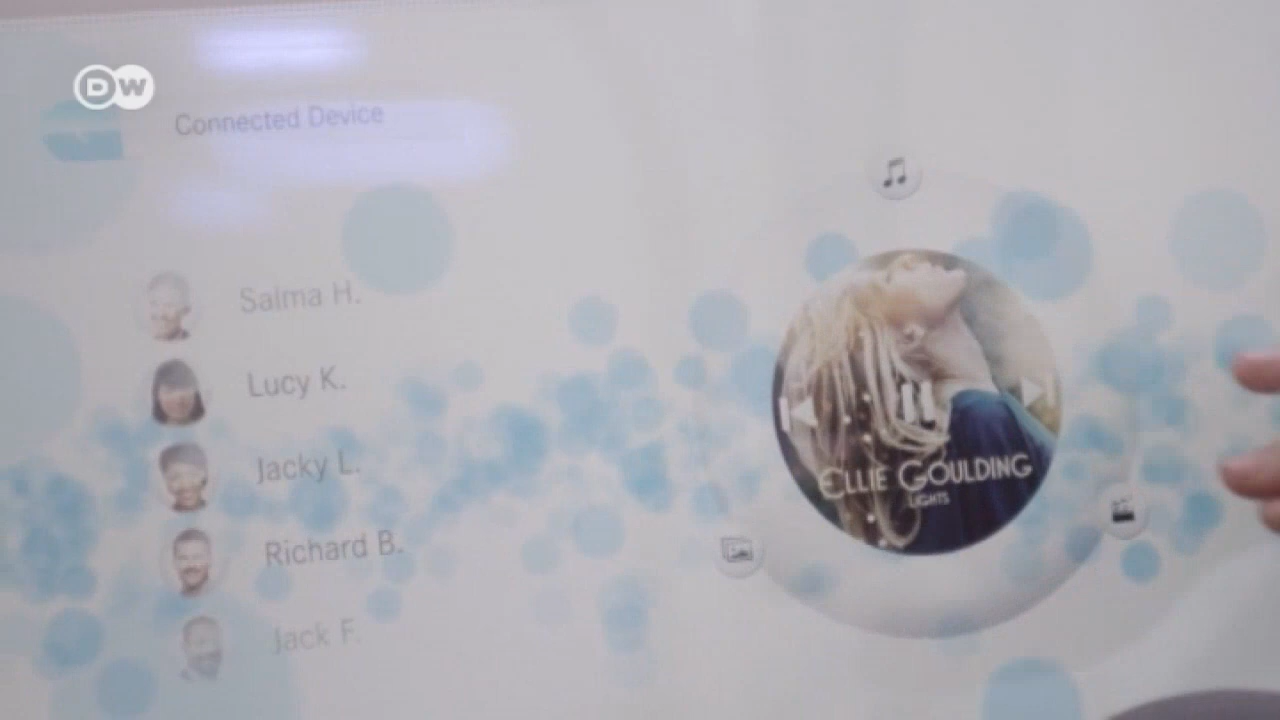 DW
Connected Device
Salma H.
Lucy K.
Jacky L.
Richard B.
Jack F.
ELLIE GOULDING
LIGHTS